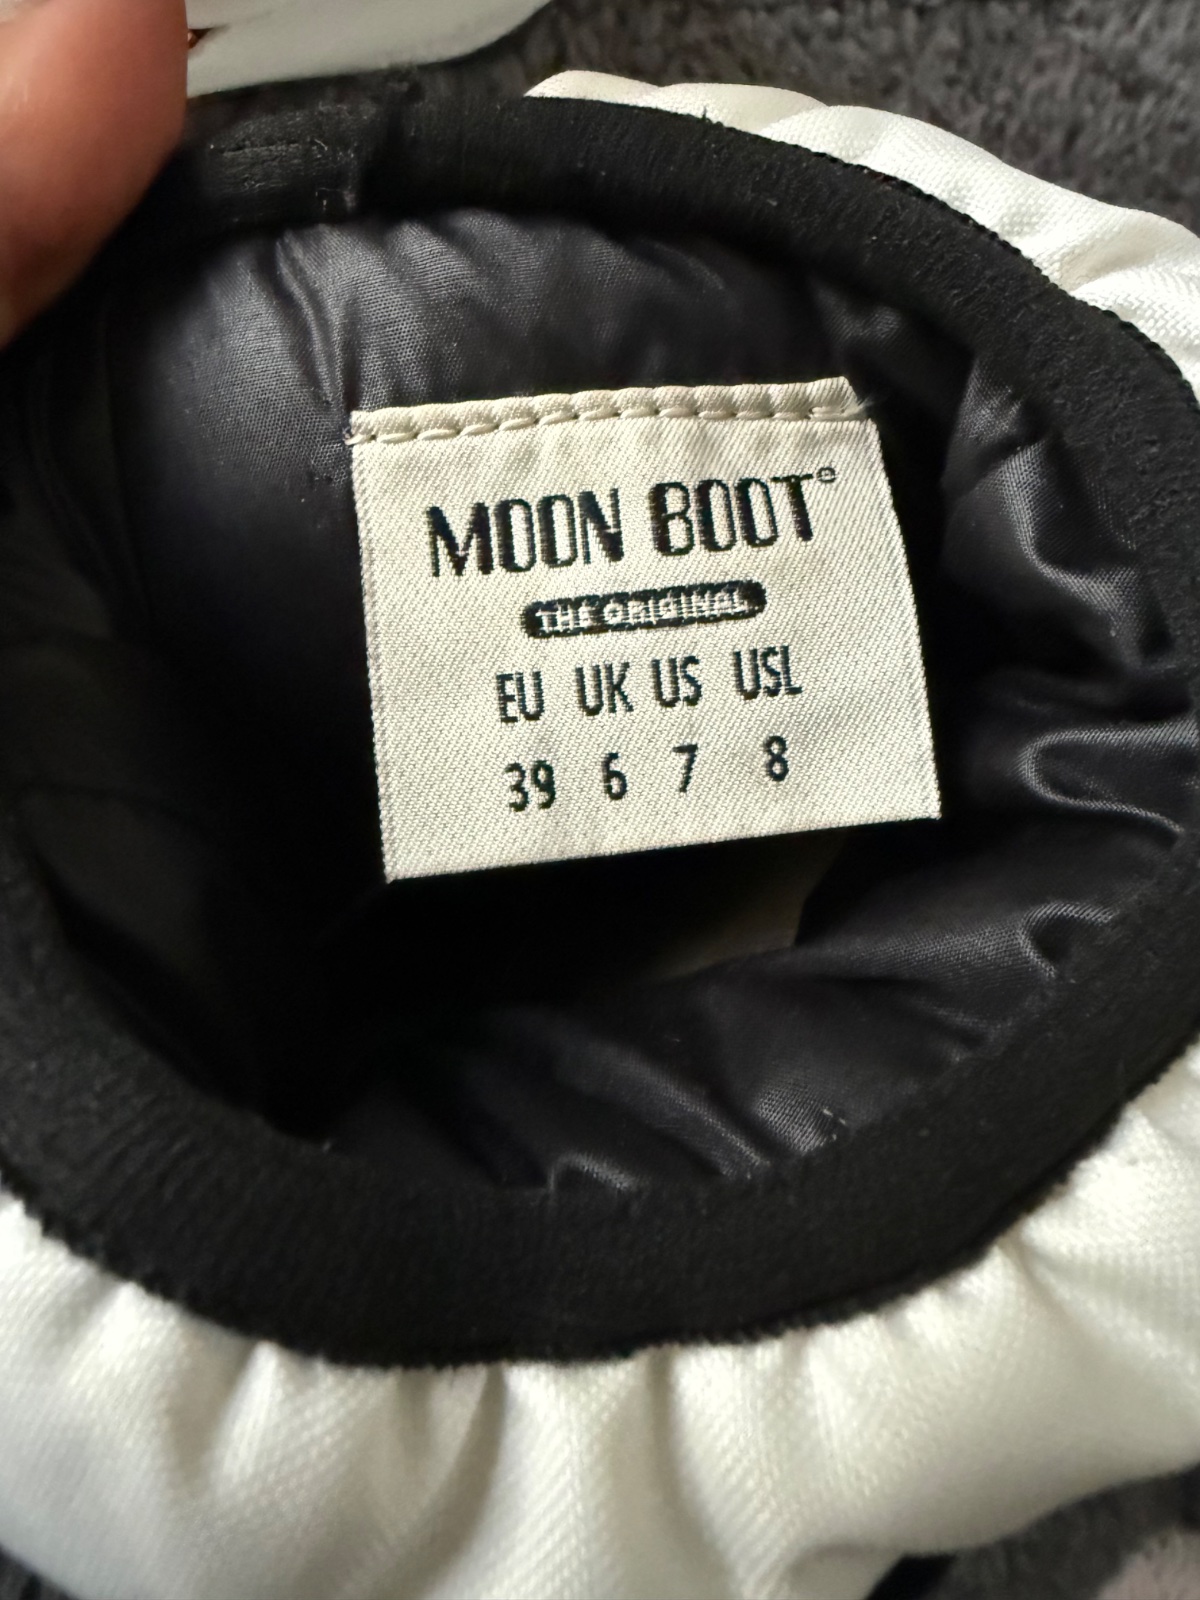 MOON BOOT®
THE ORIGINAL
EU UK US USL
39 6 7 8